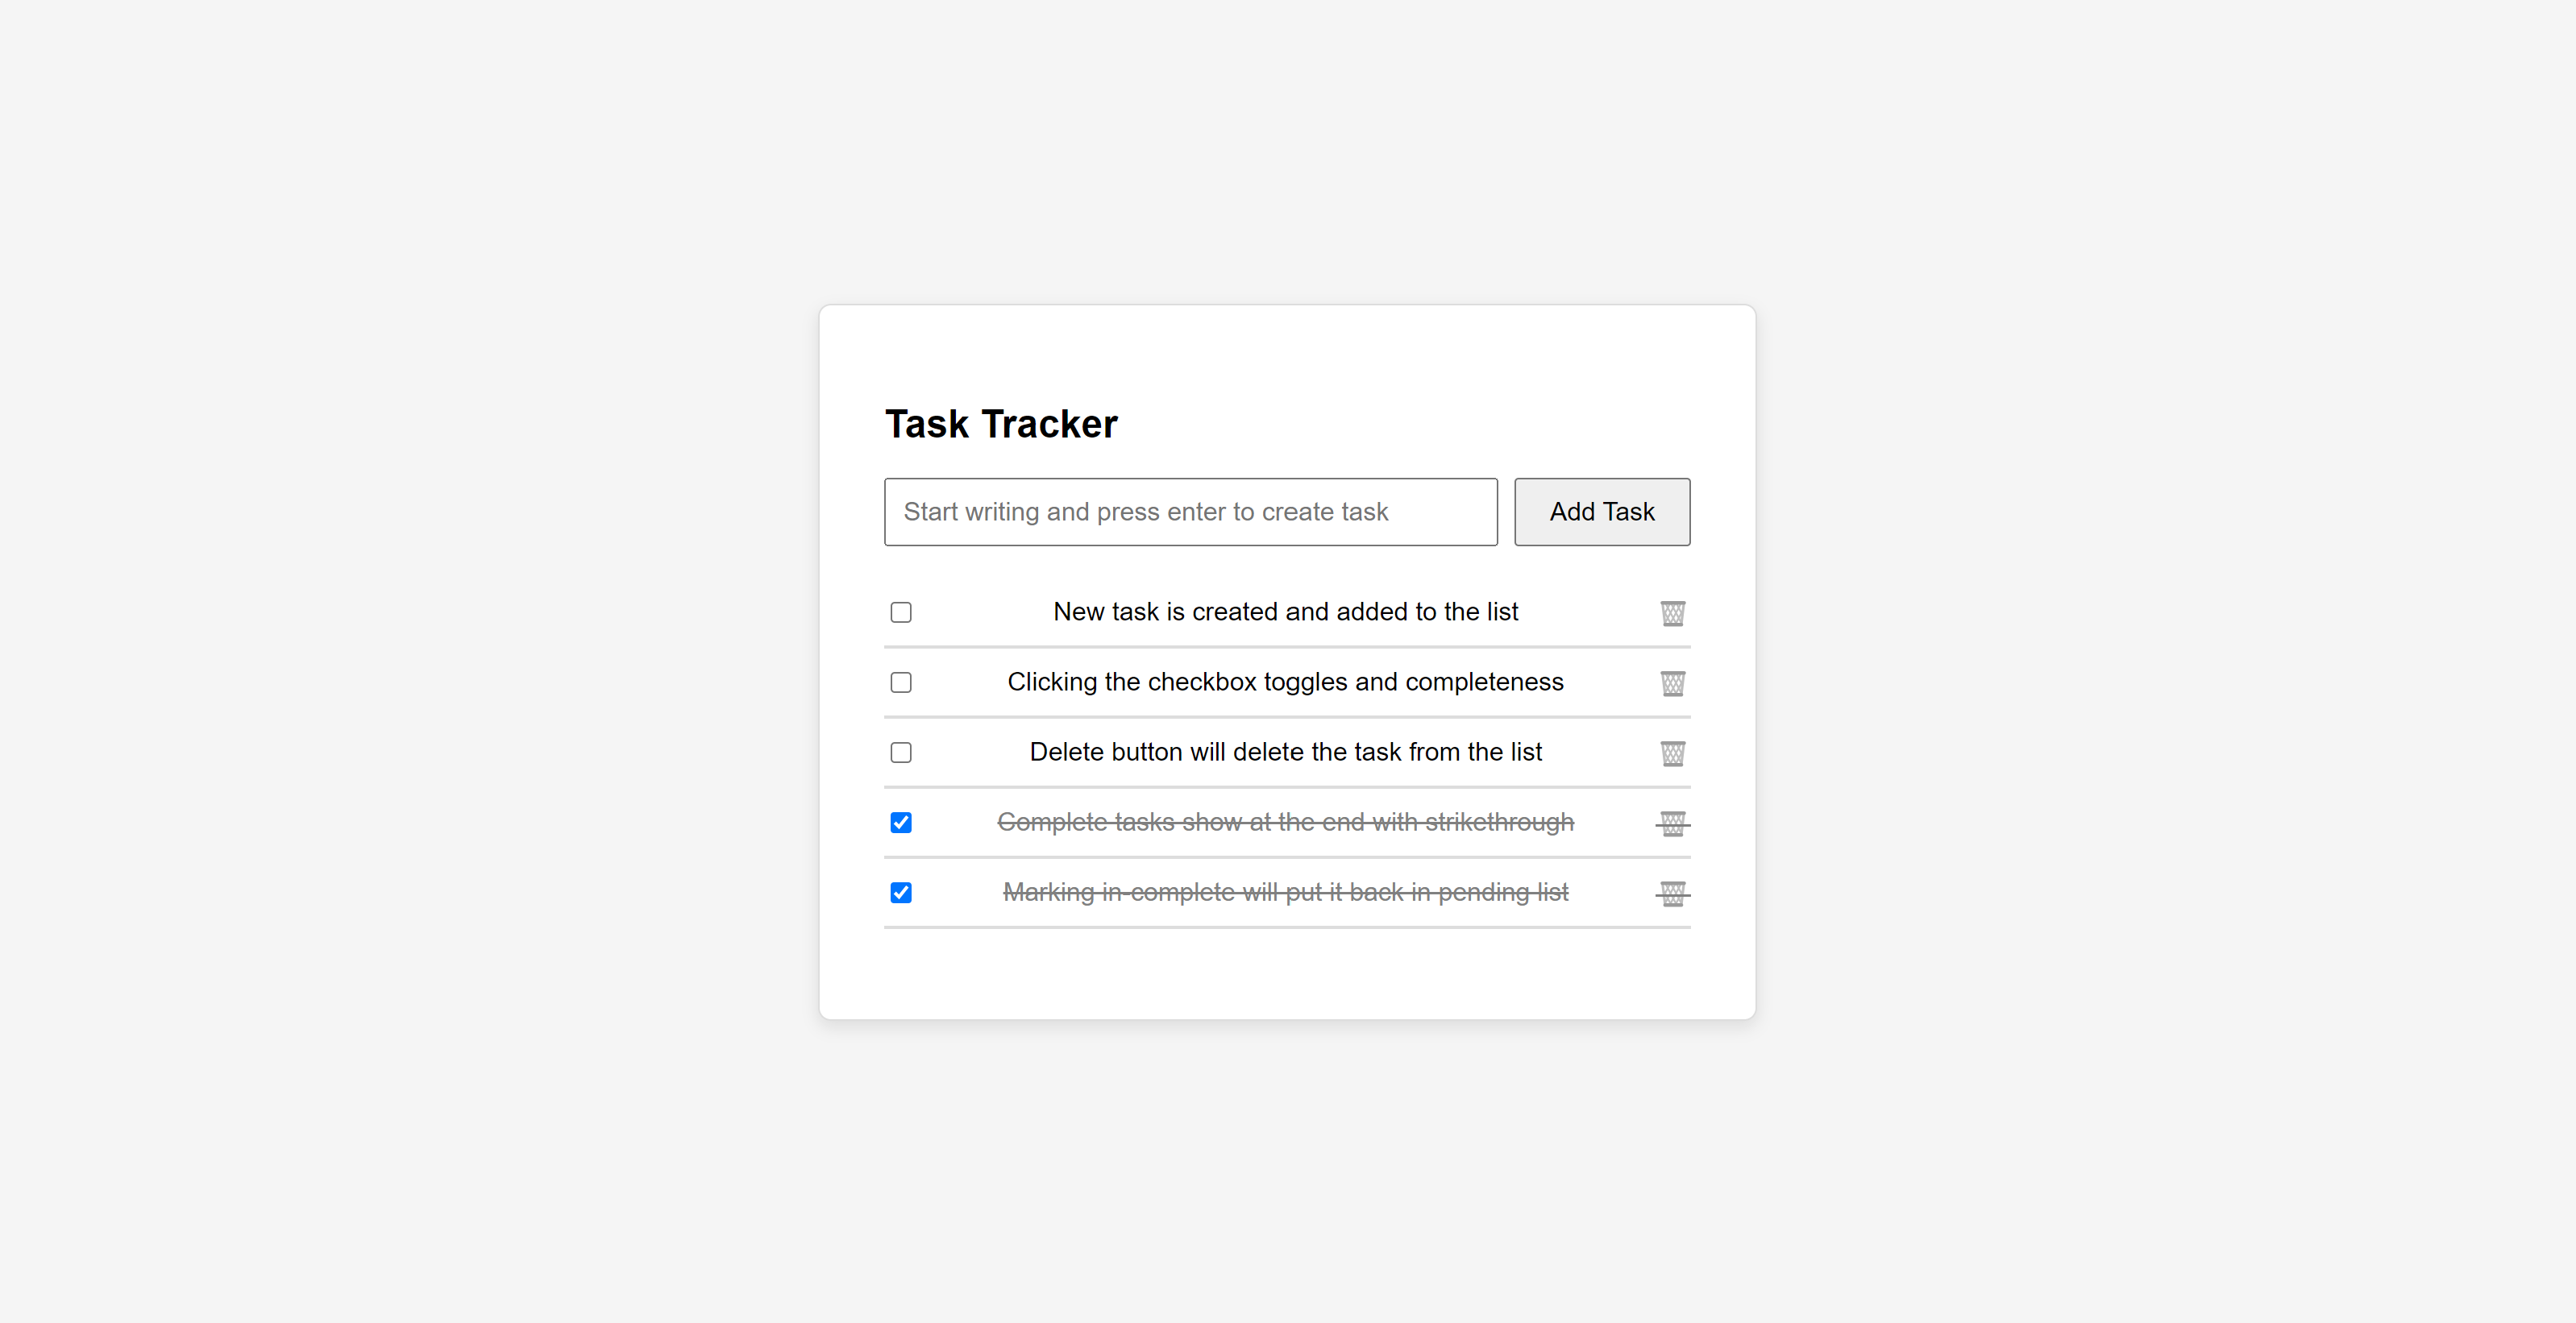 Task Tracker
Start writing and press enter to create task
Add Task
New task is created and added to the list
Clicking the checkbox toggles and completeness
Delete button will delete the task from the list
Complete tasks show at the end with strikethrough
Marking in-complete will put it back in pending list